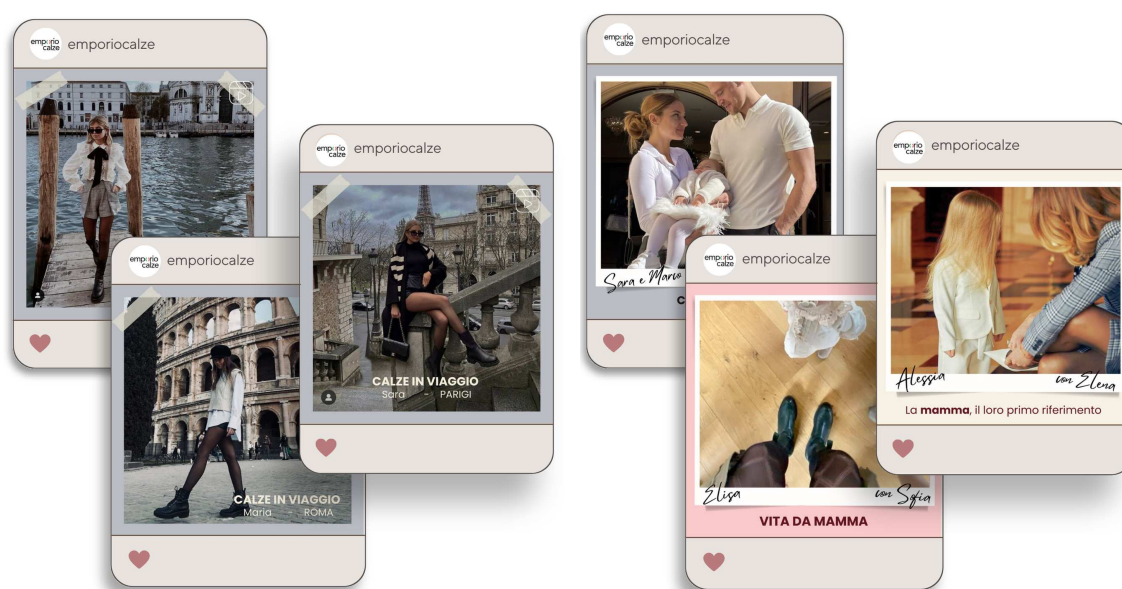 emporio
calze
emporiocalze
emporio
calze
emporiocalze
CALZE IN VIAGGIO
Maria - ROMA
emporio
calze
emporiocalze
CALZE IN VIAGGIO
Sara - PARIGI
emporio
calze
emporiocalze
Sara e Marco
C
emporio
calze
emporiocalze
Elisa
con Sofia
VITA DA MAMMA
emporio
calze
emporiocalze
Alessia
con Elena
La mamma, il loro primo riferimento